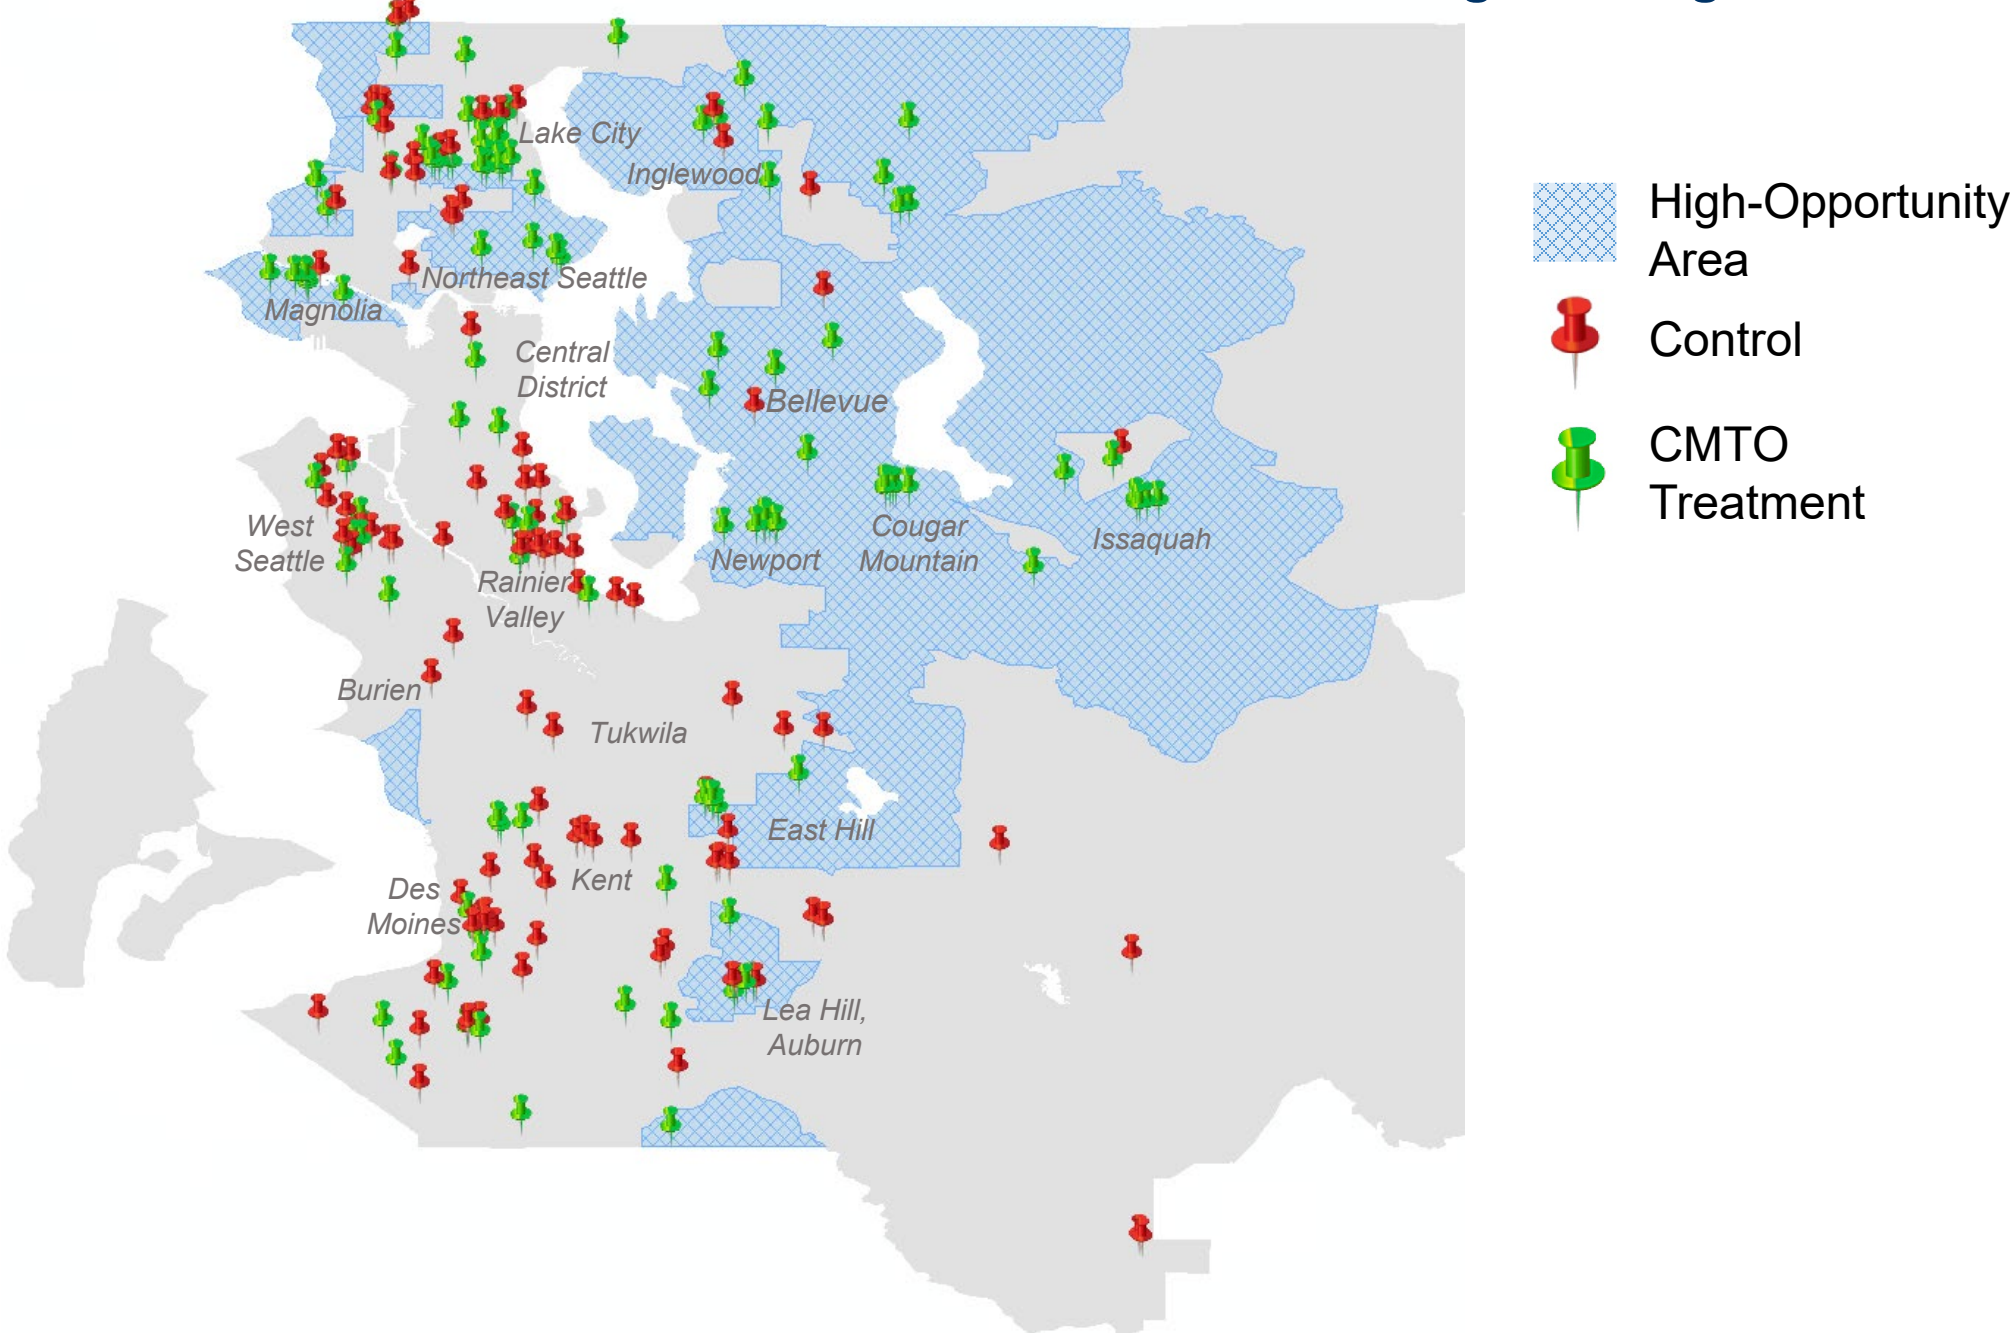 Lake City
Inglewood
Northeast Seattle
Magnolia
Central
District
Bellevue
West
Seattle
Rainier
Valley
Newport
Cougar
Mountain
Issaquah
Burien
Tukwila
East Hill
Kent
Des
Moines
Lea Hill,
Auburn
High-Opportunity
Area
Control
CMTO
Treatment